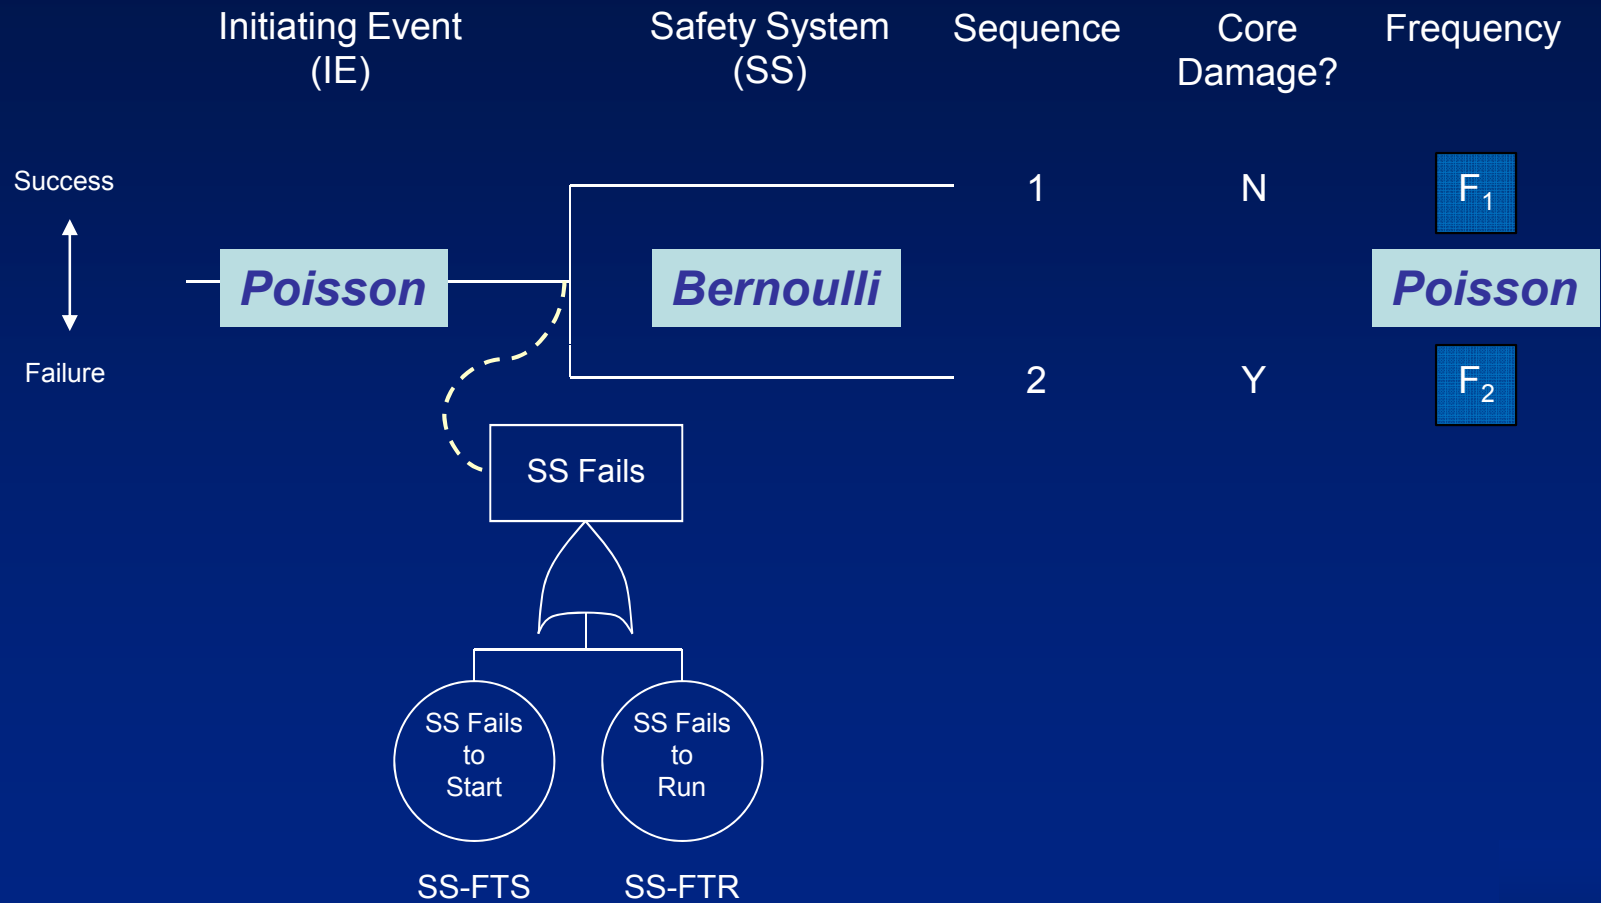 Initiating Event
(IE)
Safety System
(SS)
Sequence
Core
Damage?
Frequency
Success
Failure
Poisson
Bernoulli
1
N
F1
Poisson
2
Y
F2
SS Fails
SS Fails
to
Start
SS Fails
to
Run
SS-FTS
SS-FTR